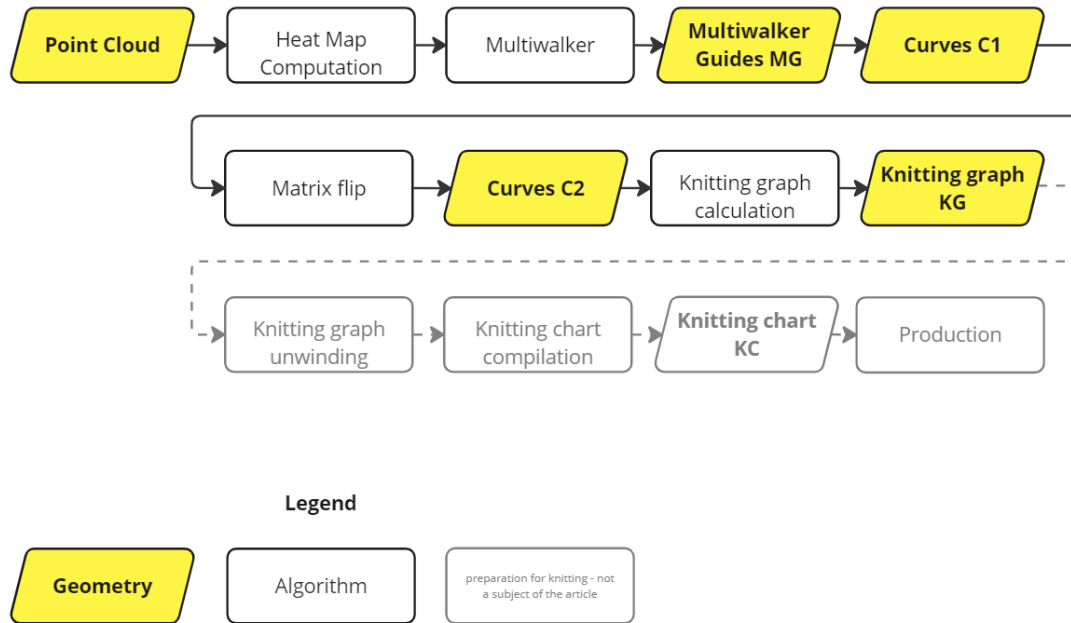 Point Cloud
Heat Map
Computation
Multiwalker
Multiwalker
Guides MG
Curves C1
Matrix flip
Curves C2
Knitting graph
calculation
Knitting graph
KG
Knitting graph
unwinding
Knitting chart
compilation
Knitting chart
KC
Production
Legend
Geometry
Algorithm
preparation for knitting - not
a subject of the article